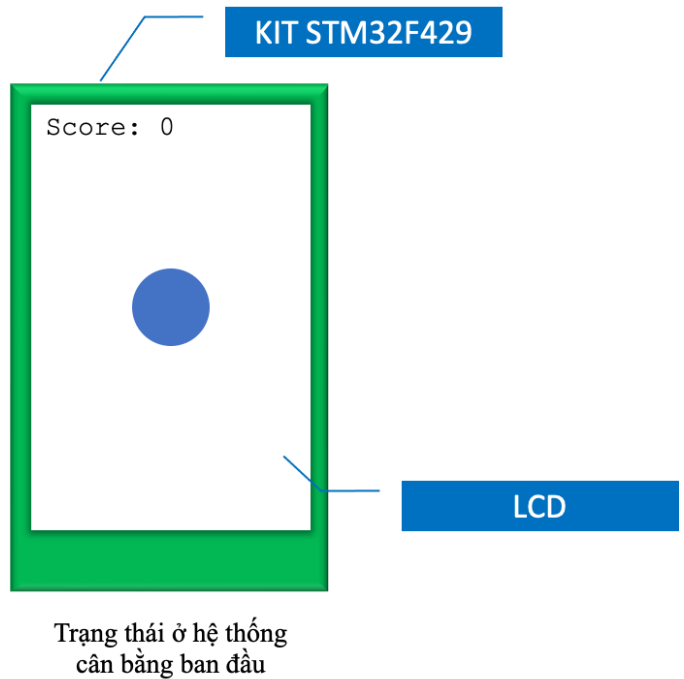 KIT STM32F429
Score: 0
LCD
Trạng thái ở hệ thống
cân bằng ban đầu